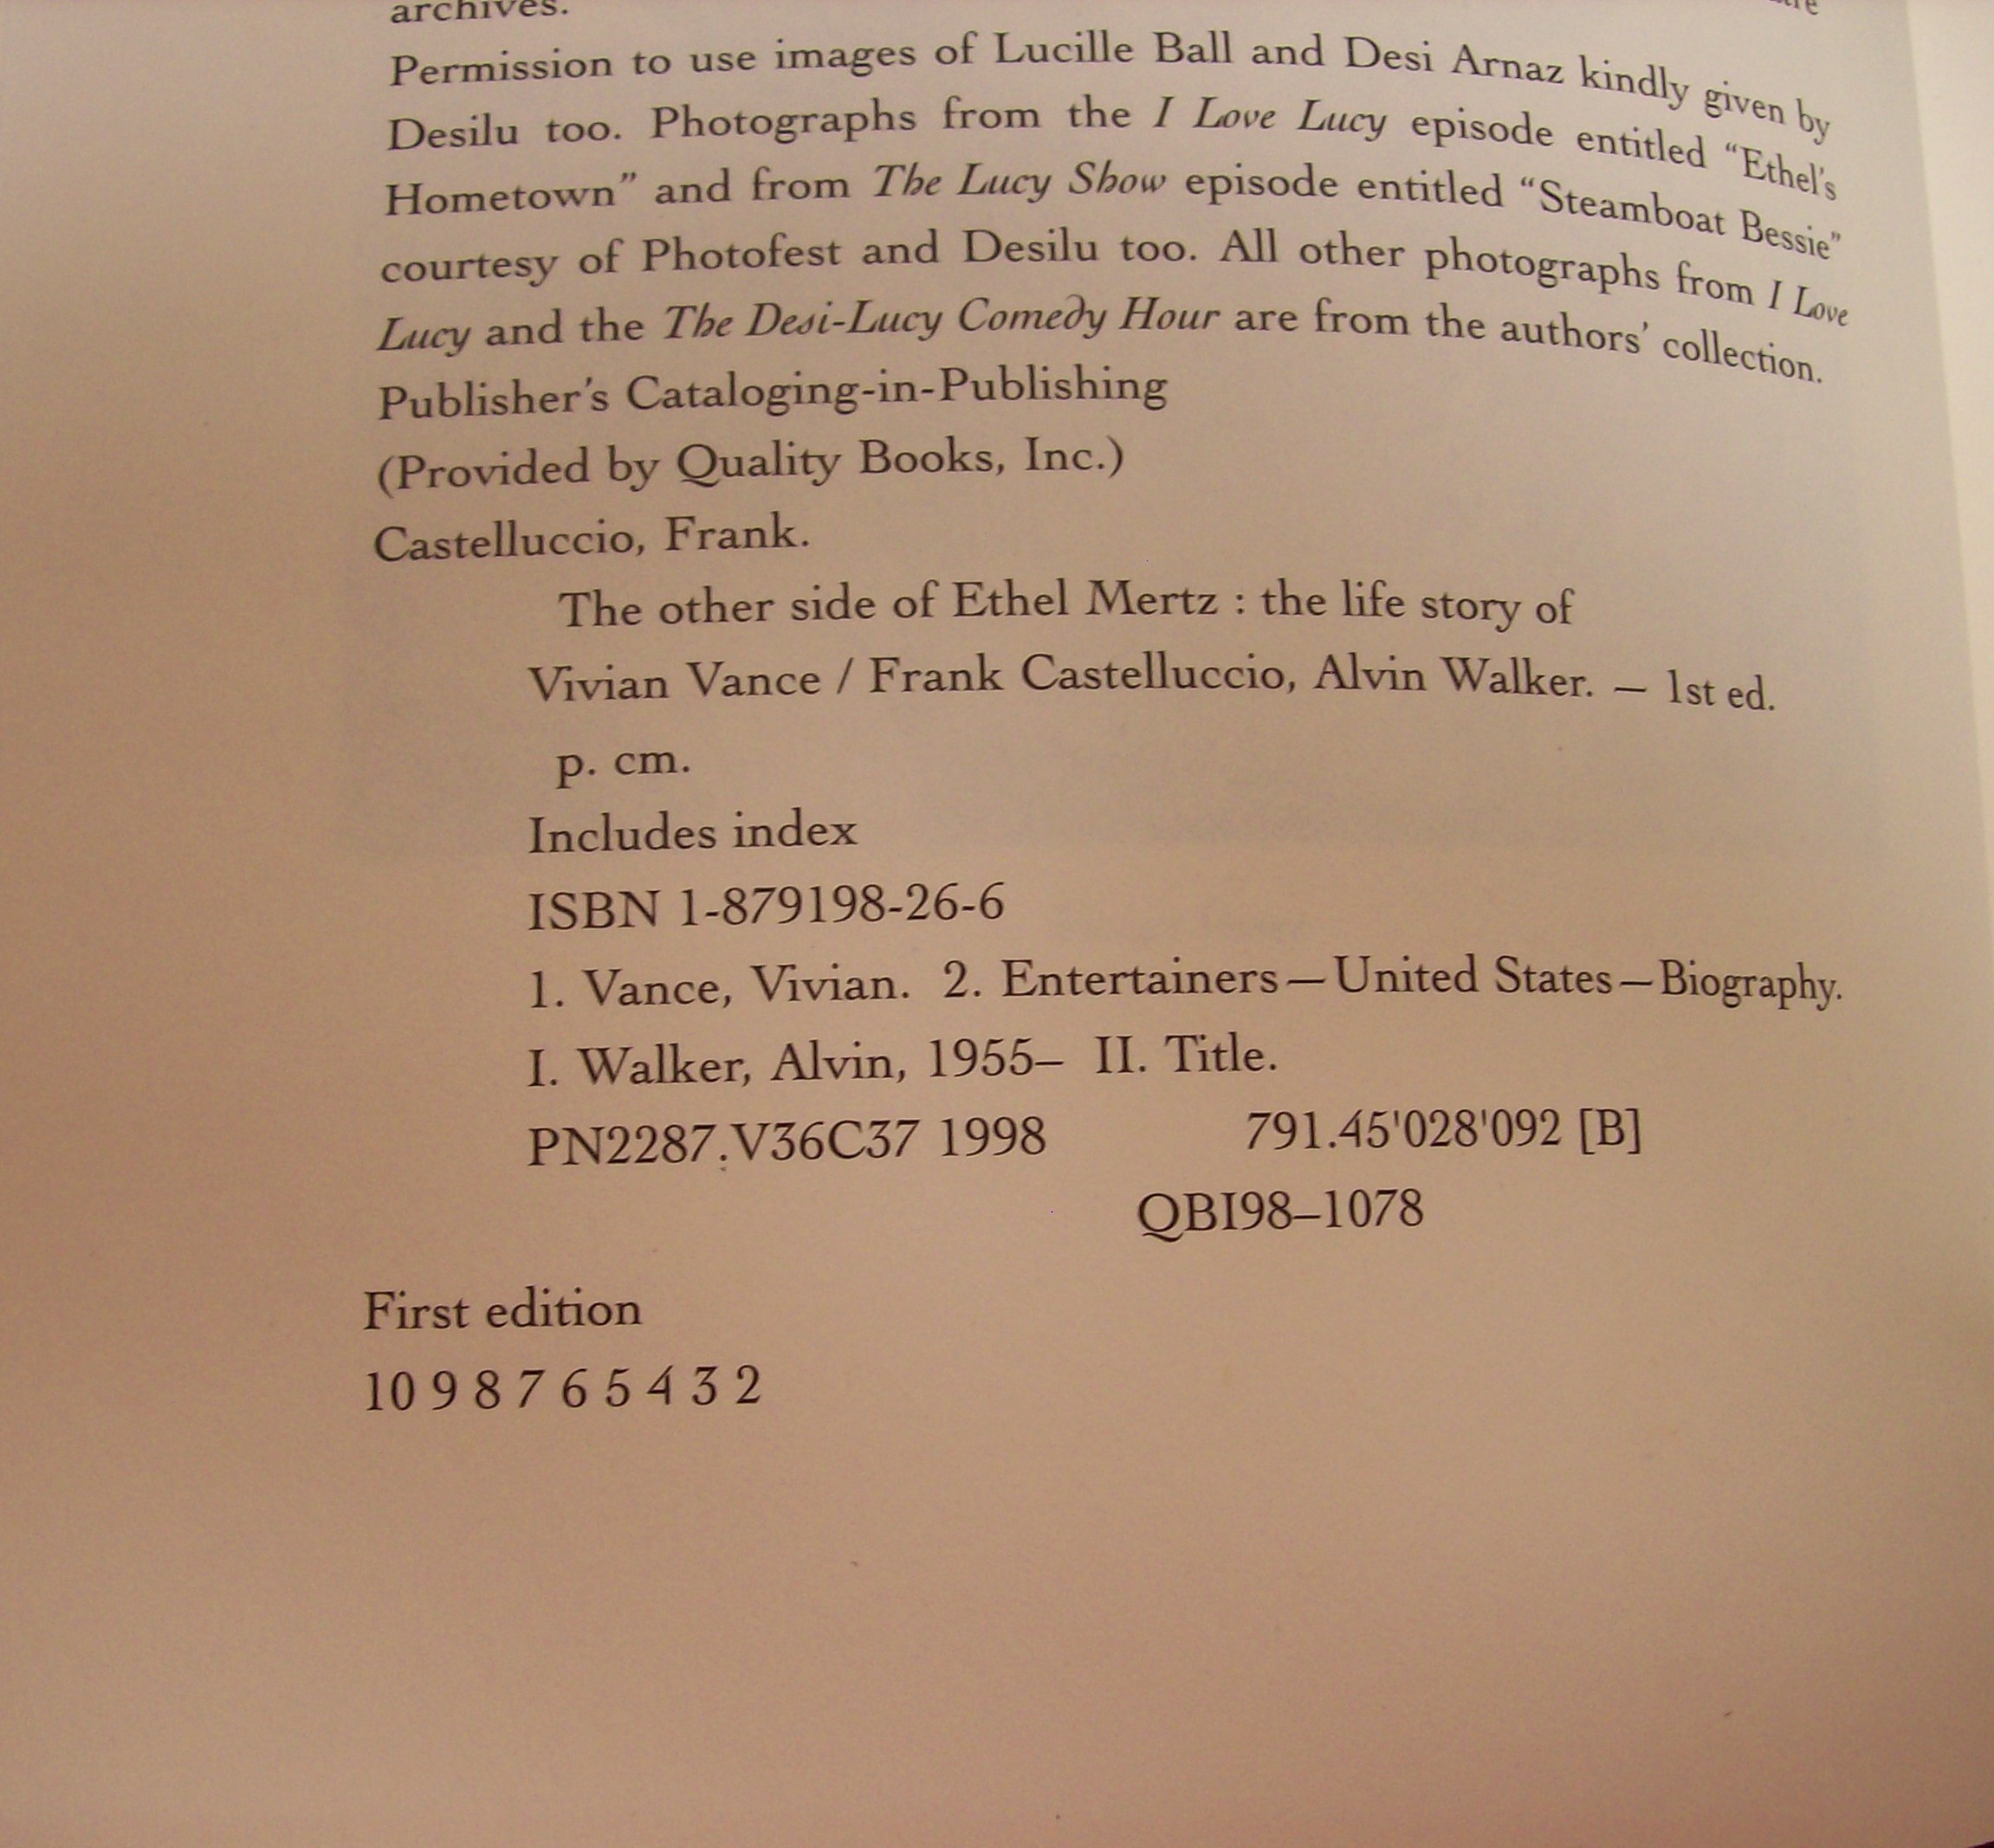 archives.
Permission to use images of Lucille Ball and Desi Arnaz kindly given by
Desilu too. Photographs from the I Love Lucy episode entitled “Ethel’s
Hometown” and from The Lucy Show episode entitled “Steamboat Bessie”
courtesy of Photofest and Desilu too. All other photographs from I Love
Lucy and the The Desi-Lucy Comedy Hour are from the authors’ collection.
Publisher’s Cataloging-in-Publishing
(Provided by Quality Books, Inc.)
Castelluccio, Frank.
The other side of Ethel Mertz : the life story of
Vivian Vance / Frank Castelluccio, Alvin Walker. — 1st ed.
p. cm.
Includes index
ISBN 1-879198-26-6
1. Vance, Vivian. 2. Entertainers—United States—Biography.
I. Walker, Alvin, 1955– II. Title.
PN2287.V36C37 1998 791.45'028'092 [B]
QBI98–1078
First edition
10 9 8 7 6 5 4 3 2